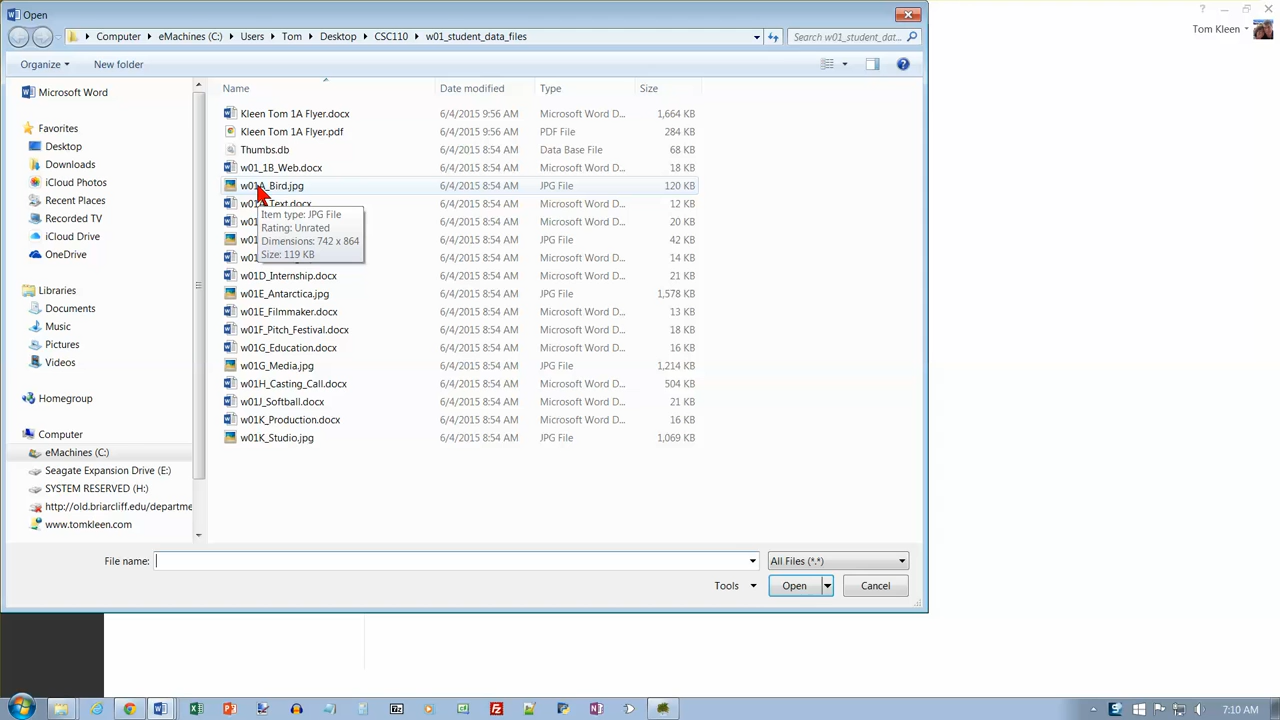 Open
Computer eMachines (C:) Users Tom Desktop CSC110 w01_student_data_files
Search w01_student_dat...
Tom Kleen
Organize New folder
Microsoft Word
Favorites
Desktop
Downloads
iCloud Photos
Recent Places
Recorded TV
iCloud Drive
OneDrive
Libraries
Documents
Music
Pictures
Videos
Homegroup
Computer
eMachines (C:)
Seagate Expansion Drive (E:)
SYSTEM RESERVED (H:)
http://old.briarcliff.edu/departme
www.tomkleen.com
Name Date modified Type Size
Kleen Tom 1A Flyer.docx 6/4/2015 9:56 AM Microsoft Word D... 1,664 KB
Kleen Tom 1A Flyer.pdf 6/4/2015 9:56 AM PDF File 284 KB
Thumbs.db 6/4/2015 8:54 AM Data Base File 68 KB
w01_1B_Web.docx 6/4/2015 8:54 AM Microsoft Word D... 18 KB
w01A_Bird.jpg 6/4/2015 8:54 AM JPG File 120 KB
6/4/2015 8:54 AM Microsoft Word D... 12 KB
6/4/2015 8:54 AM Microsoft Word D... 20 KB
6/4/2015 8:54 AM JPG File 42 KB
6/4/2015 8:54 AM Microsoft Word D... 14 KB
w01D_Internship.docx 6/4/2015 8:54 AM Microsoft Word D... 21 KB
w01E_Antarctica.jpg 6/4/2015 8:54 AM JPG File 1,578 KB
w01E_Filmmaker.docx 6/4/2015 8:54 AM Microsoft Word D... 13 KB
w01F_Pitch_Festival.docx 6/4/2015 8:54 AM Microsoft Word D... 18 KB
w01G_Education.docx 6/4/2015 8:54 AM Microsoft Word D... 16 KB
w01G_Media.jpg 6/4/2015 8:54 AM JPG File 1,214 KB
w01H_Casting_Call.docx 6/4/2015 8:54 AM Microsoft Word D... 504 KB
w01J_Softball.docx 6/4/2015 8:54 AM Microsoft Word D... 21 KB
w01K_Production.docx 6/4/2015 8:54 AM Microsoft Word D... 16 KB
w01K_Studio.jpg 6/4/2015 8:54 AM JPG File 1,069 KB
Item type: JPG File
Rating: Unrated
Dimensions: 742 x 864
Size: 119 KB
File name: All Files (*.*)
Tools Open Cancel
7:10 AM